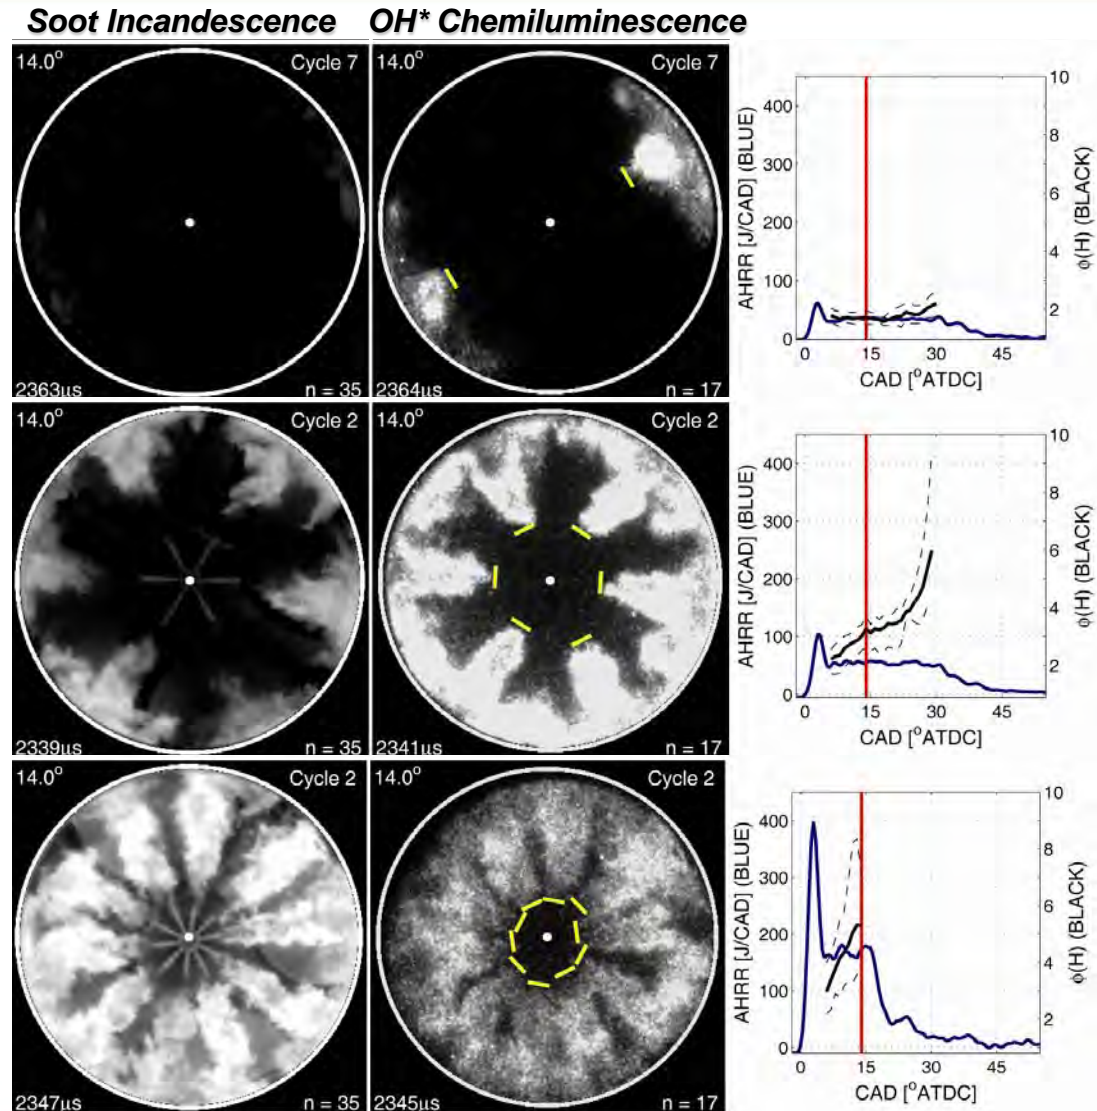 Soot Incandescence OH* Chemiluminescence
14.0° Cycle 7
2363µs n = 35
14.0° Cycle 7
2364µs n = 17
AHRR [J/CAD] (BLUE)
400
300
200
100
0
0 15 30 45
CAD [°ATDC]
10
8
6
4
2
ϕ(H) (BLACK)
14.0° Cycle 2
2339µs n = 35
14.0° Cycle 2
2341µs n = 17
AHRR [J/CAD] (BLUE)
400
300
200
100
0
0 15 30 45
CAD [°ATDC]
10
8
6
4
2
ϕ(H) (BLACK)
14.0° Cycle 2
2347µs n = 35
14.0° Cycle 2
2345µs n = 17
AHRR [J/CAD] (BLUE)
400
300
200
100
0
0 15 30 45
CAD [°ATDC]
10
8
6
4
2
ϕ(H) (BLACK)